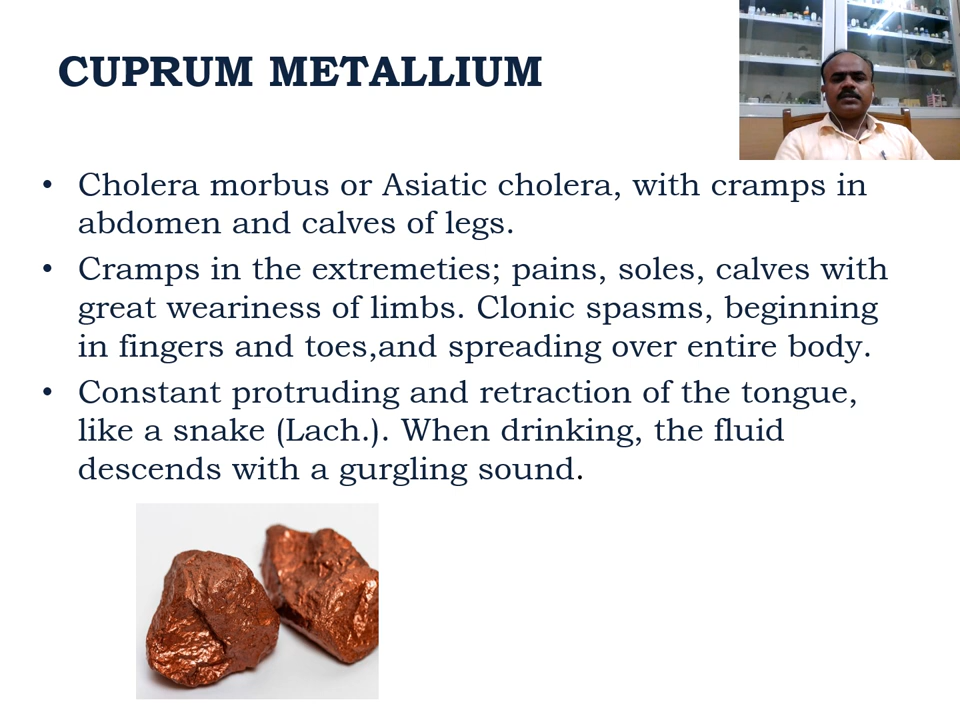 CUPRUM METALLIUM
• Cholera morbus or Asiatic cholera, with cramps in
abdomen and calves of legs.
• Cramps in the extremeties; pains, soles, calves with
great weariness of limbs. Clonic spasms, beginning
in fingers and toes,and spreading over entire body.
• Constant protruding and retraction of the tongue,
like a snake (Lach.). When drinking, the fluid
descends with a gurgling sound.